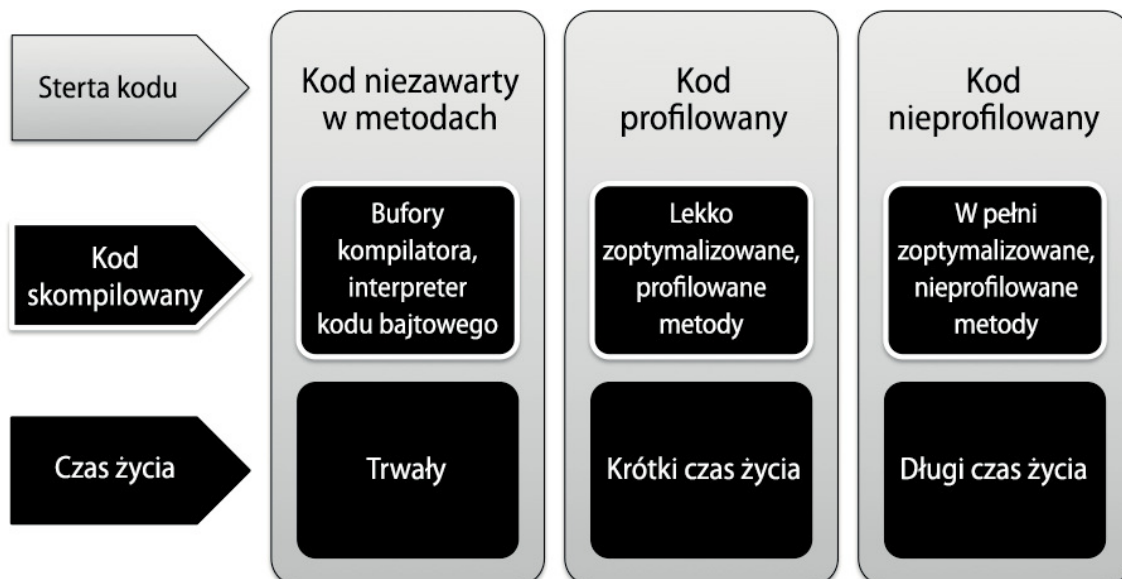 Sterta kodu
Kod niezawarty
w metodach
Kod
profilowany
Kod
nieprofilowany
Kod
skompilowany
Bufory
kompilatora,
interpreter
kodu bajtowego
Lekko
zoptymalizowane,
profilowane
metody
W pełni
zoptymalizowane,
nieprofilowane
metody
Czas życia
Trwały
Krótki czas życia
Długi czas życia